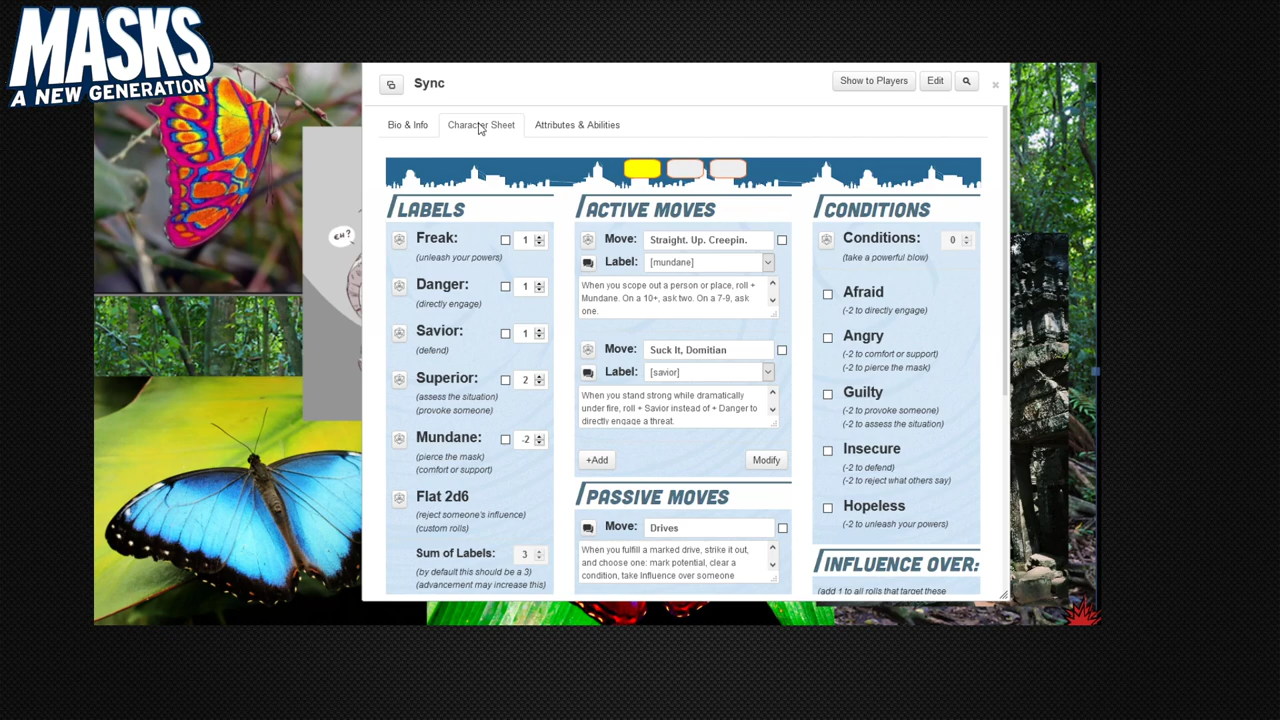 MASKS
A NEW GENERATION
EH?
Sync
Show to Players
Edit
Bio & Info
Character Sheet
Attributes & Abilities
LABELS
Freak:
1
(unleash your powers)
Danger:
1
(directly engage)
Savior:
1
(defend)
Superior:
2
(assess the situation)
(provoke someone)
Mundane:
-2
(pierce the mask)
(comfort or support)
Flat 2d6
(reject someone's influence)
(custom rolls)
Sum of Labels:
3
(by default this should be a 3)
(advancement may increase this)
ACTIVE MOVES
Move: Straight. Up. Creepin.
Label: [mundane]
When you scope out a person or place, roll +
Mundane. On a 10+, ask two. On a 7-9, ask
one.
Move: Suck It, Domitian
Label: [savior]
When you stand strong while dramatically
under fire, roll + Savior instead of + Danger to
directly engage a threat.
+Add
Modify
PASSIVE MOVES
Move: Drives
When you fulfill a marked drive, strike it out,
and choose one: mark potential, clear a
condition, take Influence over someone
CONDITIONS
Conditions:
0
(take a powerful blow)
Afraid
(-2 to directly engage)
Angry
(-2 to comfort or support)
(-2 to pierce the mask)
Guilty
(-2 to provoke someone)
(-2 to assess the situation)
Insecure
(-2 to defend)
(-2 to reject what others say)
Hopeless
(-2 to unleash your powers)
INFLUENCE OVER:
(add 1 to all rolls that target these